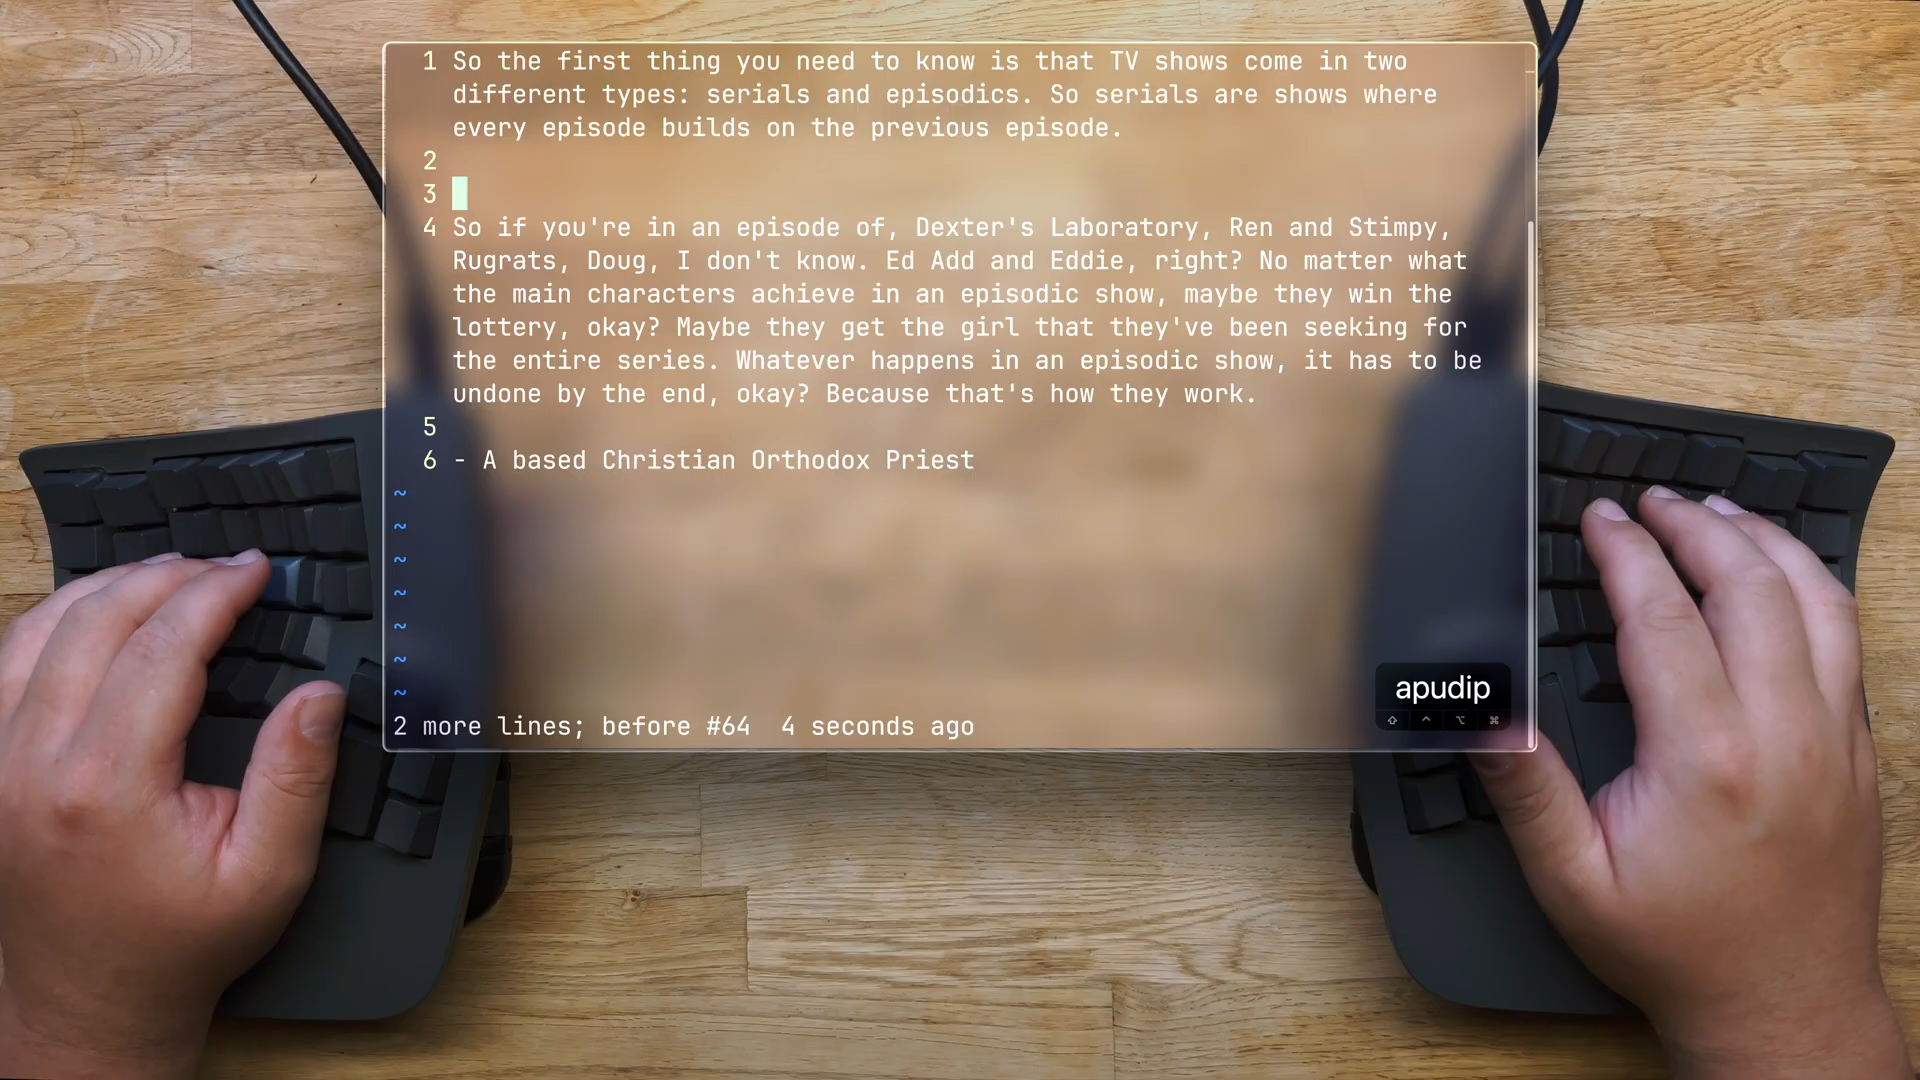 1 So the first thing you need to know is that TV shows come in two
different types: serials and episodics. So serials are shows where
every episode builds on the previous episode.
2
3
4 So if you're in an episode of, Dexter's Laboratory, Ren and Stimpy,
Rugrats, Doug, I don't know. Ed Add and Eddie, right? No matter what
the main characters achieve in an episodic show, maybe they win the
lottery, okay? Maybe they get the girl that they've been seeking for
the entire series. Whatever happens in an episodic show, it has to be
undone by the end, okay? Because that's how they work.
5
6 - A based Christian Orthodox Priest
~
~
~
~
~
~
~
apudip
2 more lines; before #64  4 seconds ago